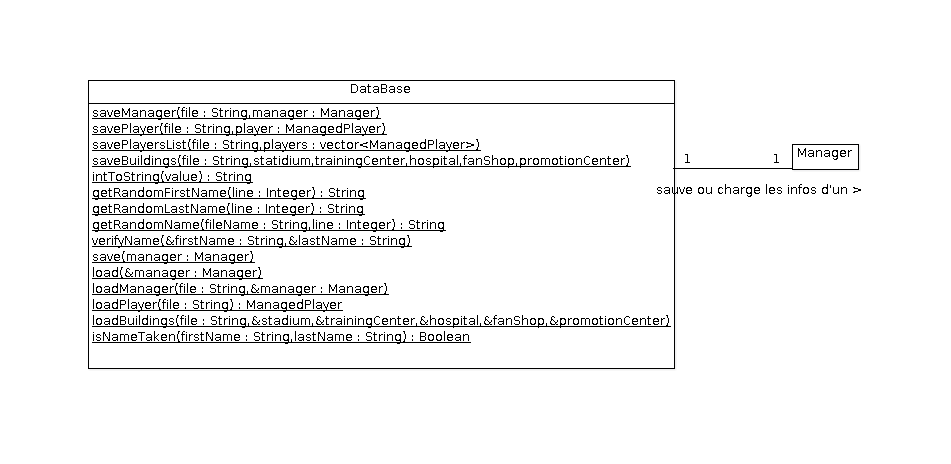 DataBase
saveManager(file : String,manager : Manager)
savePlayer(file : String,player : ManagedPlayer)
savePlayersList(file : String,players : vector<ManagedPlayer>)
saveBuildings(file : String,statidium,trainingCenter,hospital,fanShop,promotionCenter)
intToString(value) : String
getRandomFirstName(line : Integer) : String
getRandomLastName(line : Integer) : String
getRandomName(fileName : String,line : Integer) : String
verifyName(&firstName : String,&lastName : String)
save(manager : Manager)
load(&manager : Manager)
loadManager(file : String,&manager : Manager)
loadPlayer(file : String) : ManagedPlayer
loadBuildings(file : String,&stadium,&trainingCenter,&hospital,&fanShop,&promotionCenter)
isNameTaken(firstName : String,lastName : String) : Boolean
1 1
Manager
sauve ou charge les infos d'un >